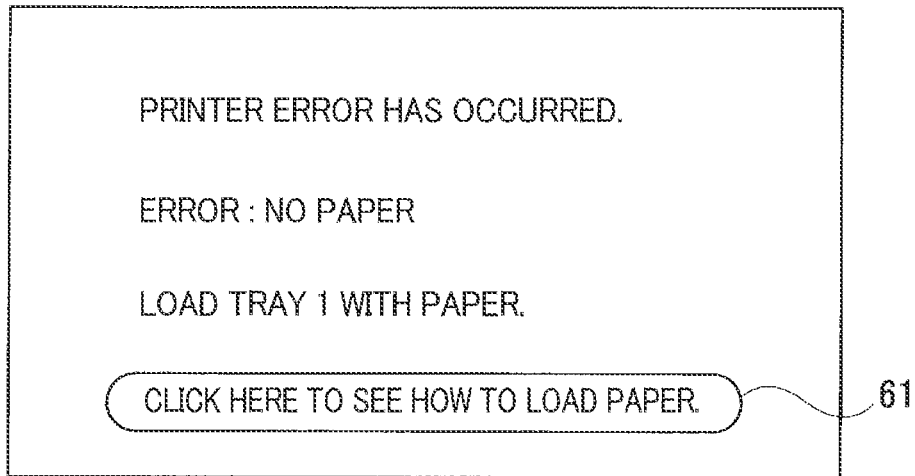 PRINTER ERROR HAS OCCURRED.
ERROR : NO PAPER
LOAD TRAY 1 WITH PAPER.
CLICK HERE TO SEE HOW TO LOAD PAPER.
61